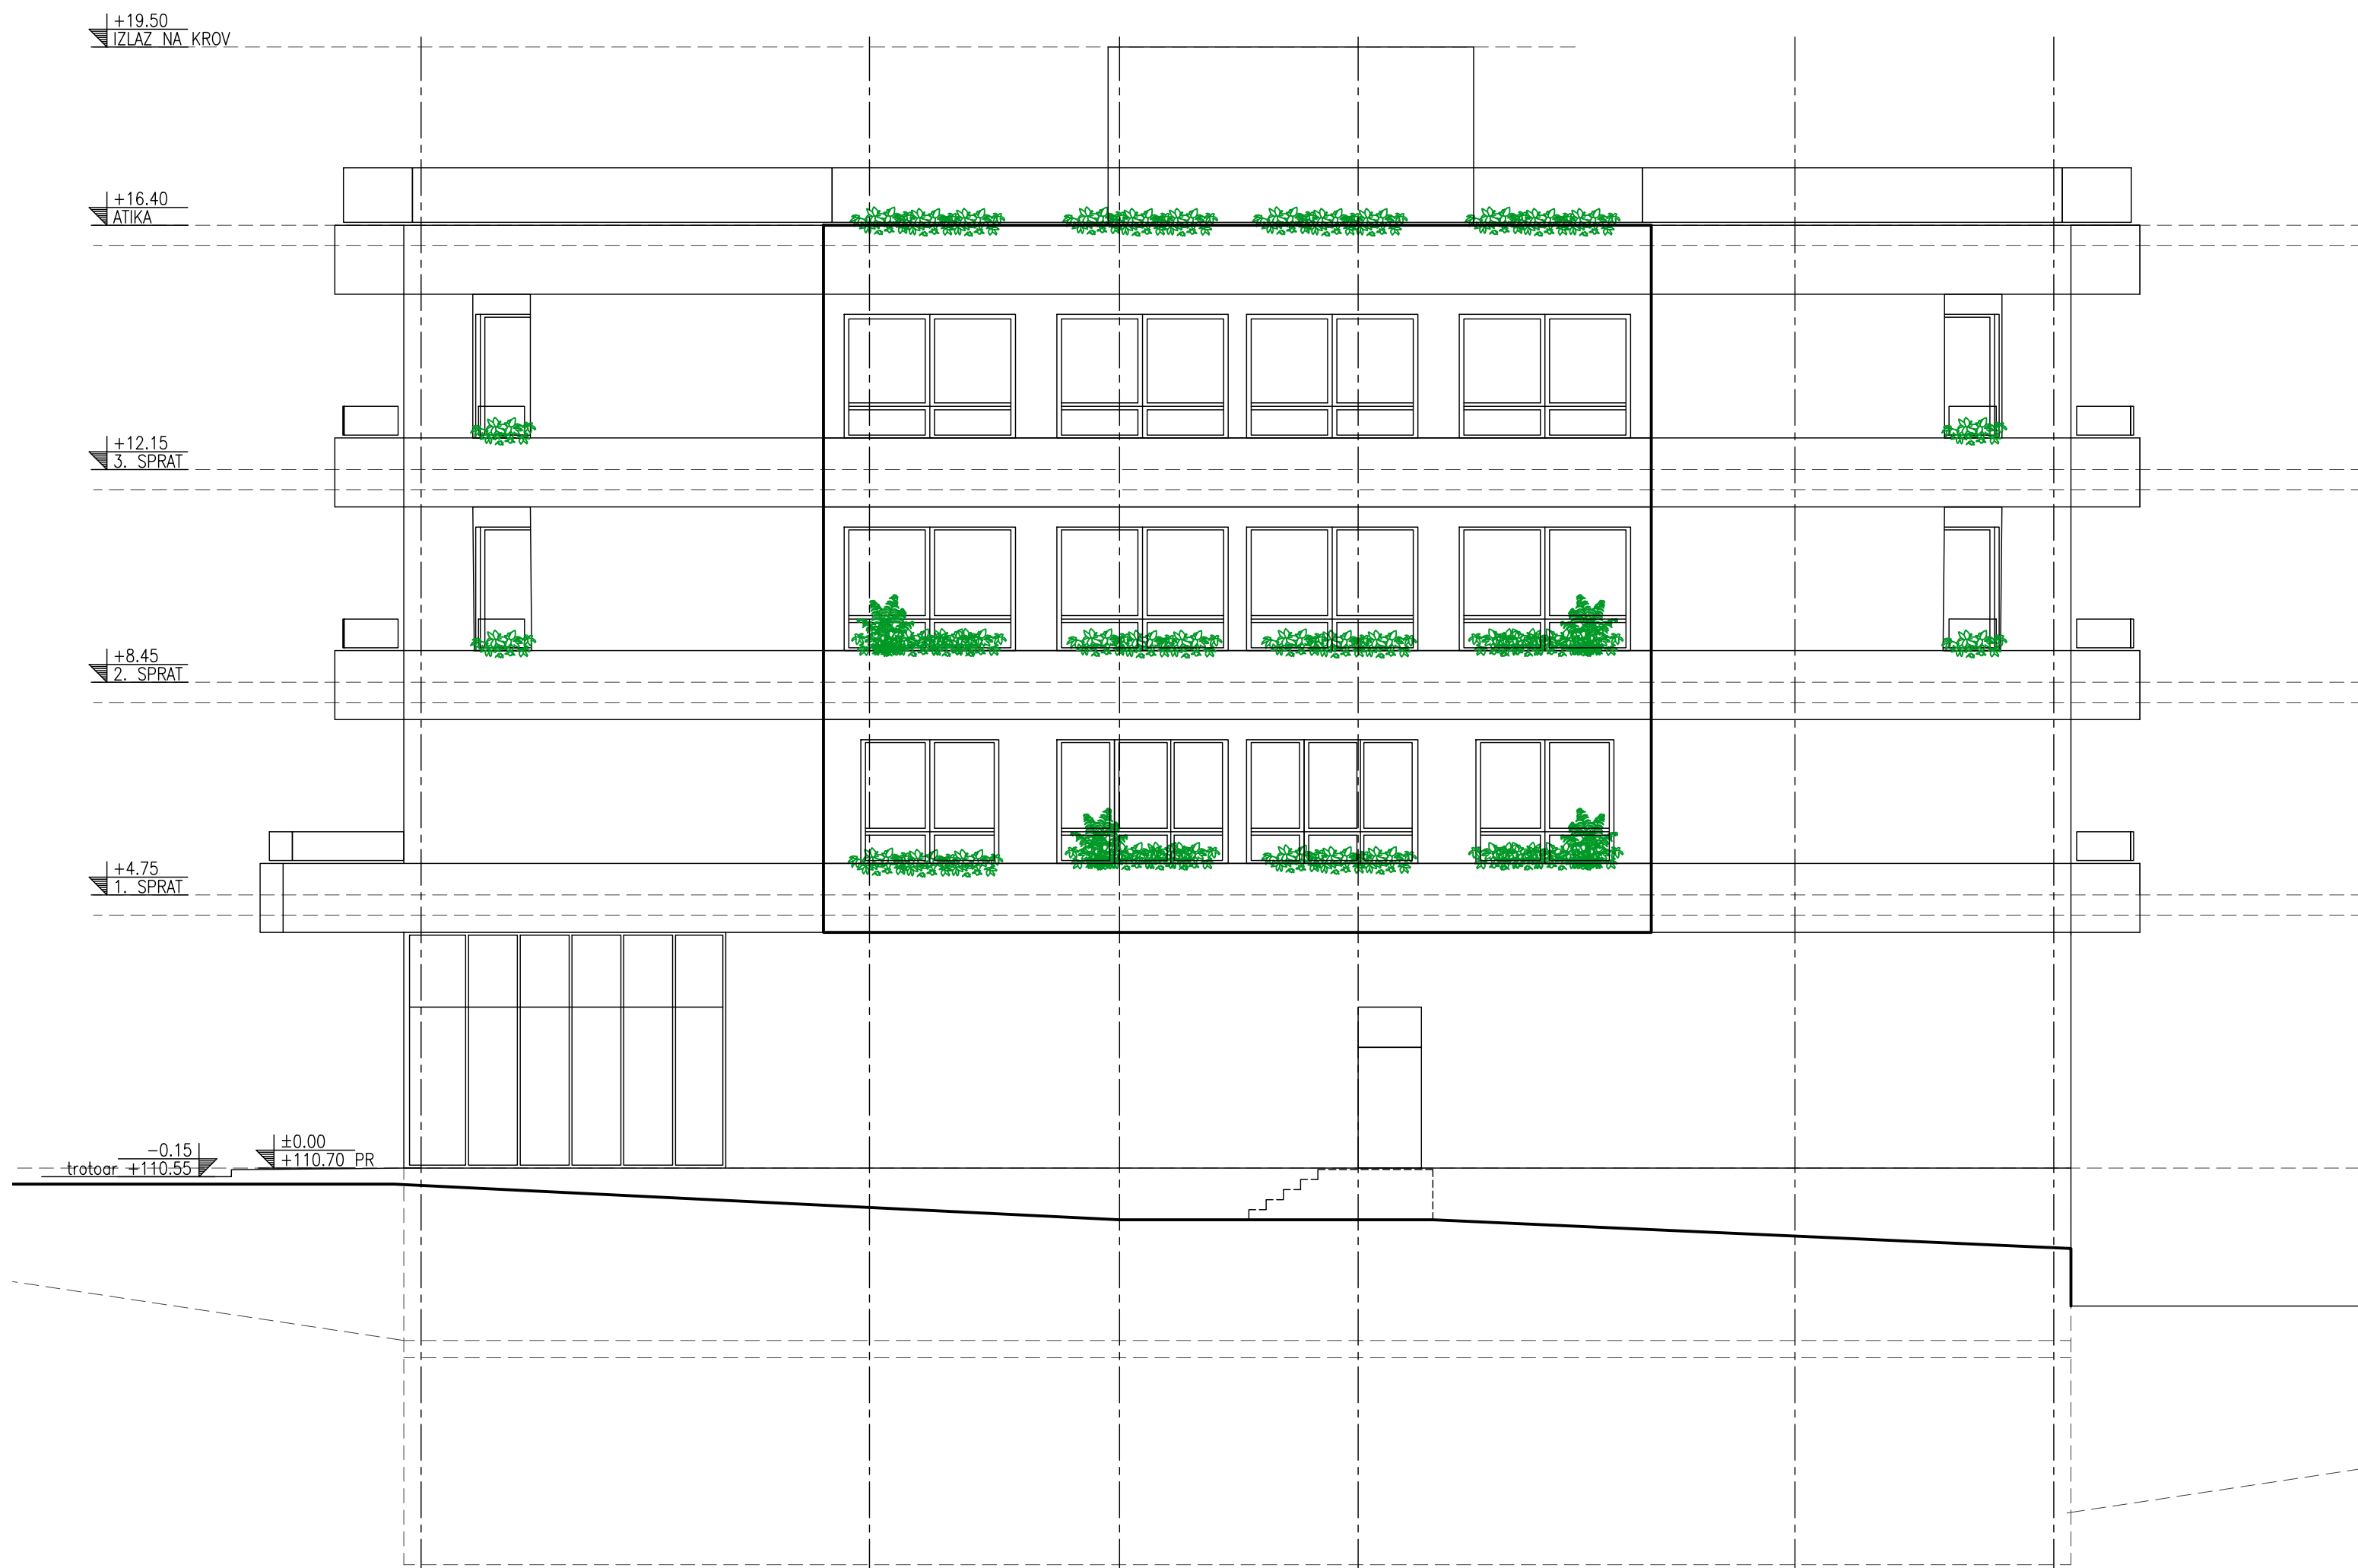 +19.50
IZLAZ NA KROV
+16.40
ATIKA
+12.15
3. SPRAT
+8.45
2. SPRAT
+4.75
1. SPRAT
-0.15
trotoar +110.55
±0.00
+110.70 PR